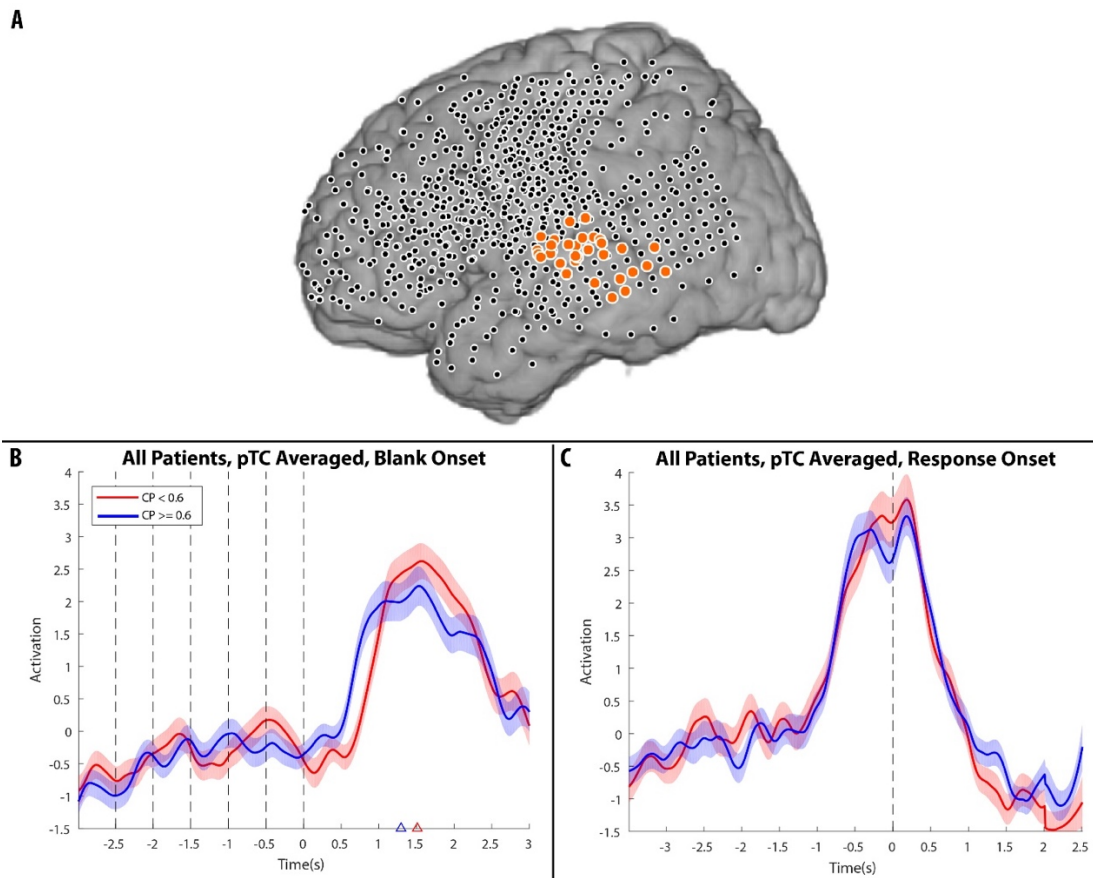 A
B
All Patients, pTC Averaged, Blank Onset
4
3.5
3
2.5
2
1.5
1
0.5
0
-0.5
-1
-1.5
Activation
CP < 0.6
CP >= 0.6
-2.5 -2 -1.5 -1 -0.5 0 0.5 1 1.5 2 2.5 3
Time(s)
C
All Patients, pTC Averaged, Response Onset
4
3.5
3
2.5
2
1.5
1
0.5
0
-0.5
-1
-1.5
Activation
-3 -2.5 -2 -1.5 -1 -0.5 0 0.5 1 1.5 2 2.5
Time(s)